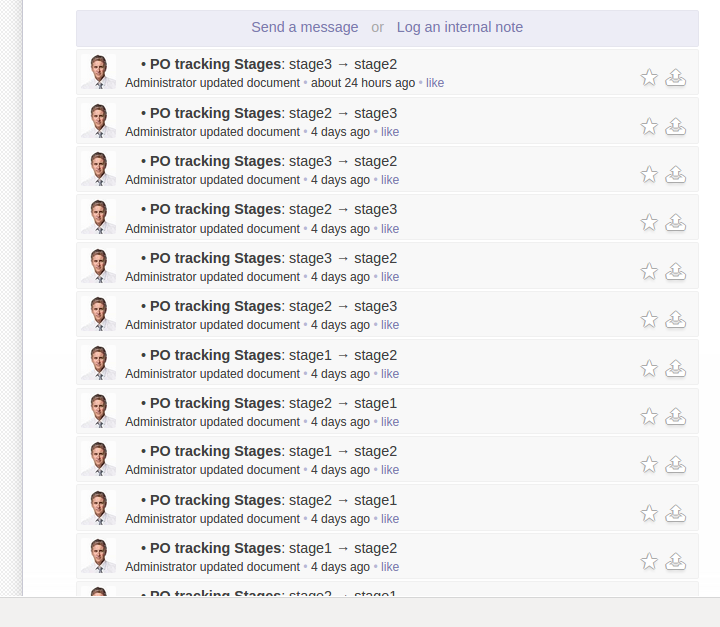 Send a message or Log an internal note
• PO tracking Stages: stage3 → stage2
Administrator updated document • about 24 hours ago • like
• PO tracking Stages: stage2 → stage3
Administrator updated document • 4 days ago • like
• PO tracking Stages: stage3 → stage2
Administrator updated document • 4 days ago • like
• PO tracking Stages: stage2 → stage3
Administrator updated document • 4 days ago • like
• PO tracking Stages: stage3 → stage2
Administrator updated document • 4 days ago • like
• PO tracking Stages: stage2 → stage3
Administrator updated document • 4 days ago • like
• PO tracking Stages: stage1 → stage2
Administrator updated document • 4 days ago • like
• PO tracking Stages: stage2 → stage1
Administrator updated document • 4 days ago • like
• PO tracking Stages: stage1 → stage2
Administrator updated document • 4 days ago • like
• PO tracking Stages: stage2 → stage1
Administrator updated document • 4 days ago • like
• PO tracking Stages: stage1 → stage2
Administrator updated document • 4 days ago • like
• PO tracking Stages: stage2 → stage1